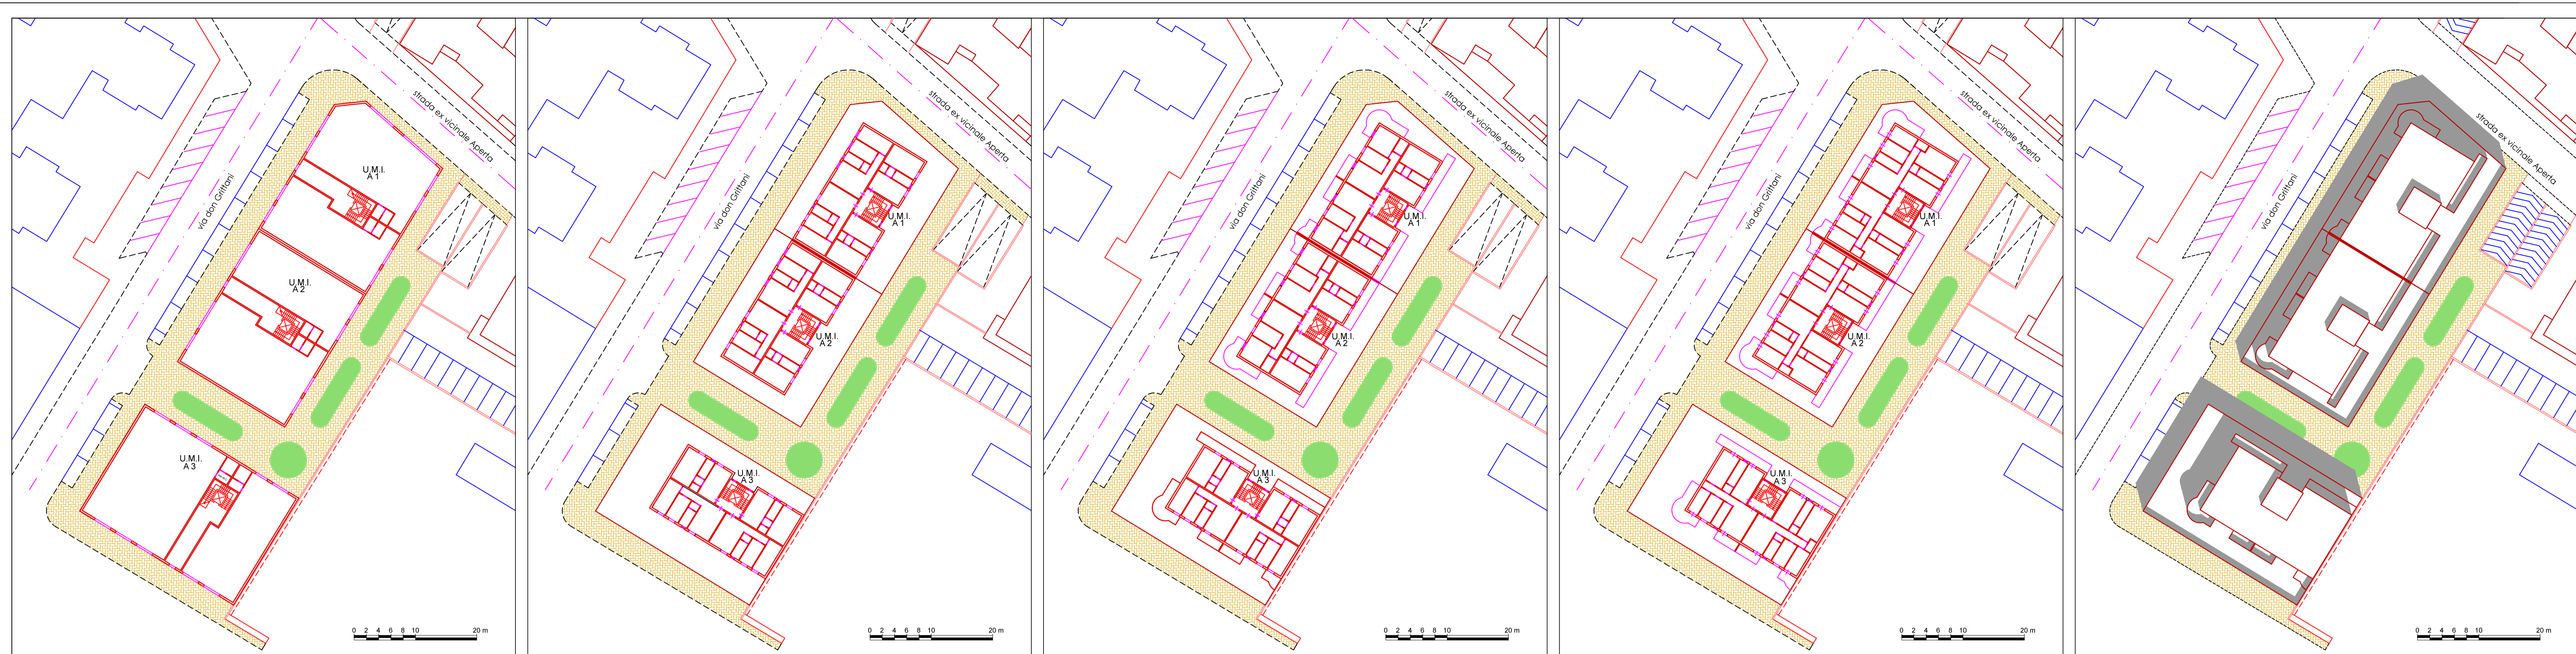 strada ex vicinale Aperta
via don Grittani
U.M.I.
A 1
U.M.I.
A 2
U.M.I.
A 3
0 2 4 6 8 10 20 m
strada ex vicinale Aperta
via don Grittani
U.M.I.
A 1
U.M.I.
A 2
U.M.I.
A 3
0 2 4 6 8 10 20 m
strada ex vicinale Aperta
via don Grittani
U.M.I.
A 1
U.M.I.
A 2
U.M.I.
A 3
0 2 4 6 8 10 20 m
strada ex vicinale Aperta
via don Grittani
U.M.I.
A 1
U.M.I.
A 2
U.M.I.
A 3
0 2 4 6 8 10 20 m
strada ex vicinale Aperta
via don Grittani
0 2 4 6 8 10 20 m